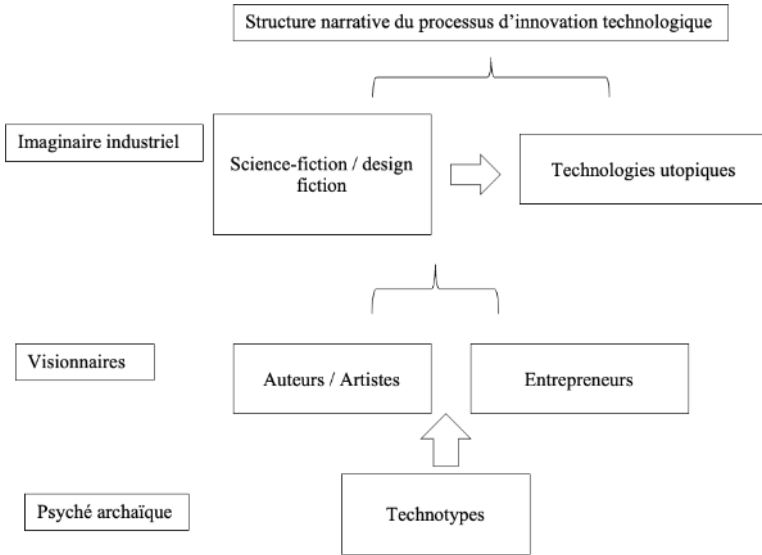 Structure narrative du processus d'innovation technologique
Imaginaire industriel
Science-fiction / design
fiction
Technologies utopiques
Visionnaires
Auteurs / Artistes
Entrepreneurs
Psyché archaïque
Technotypes